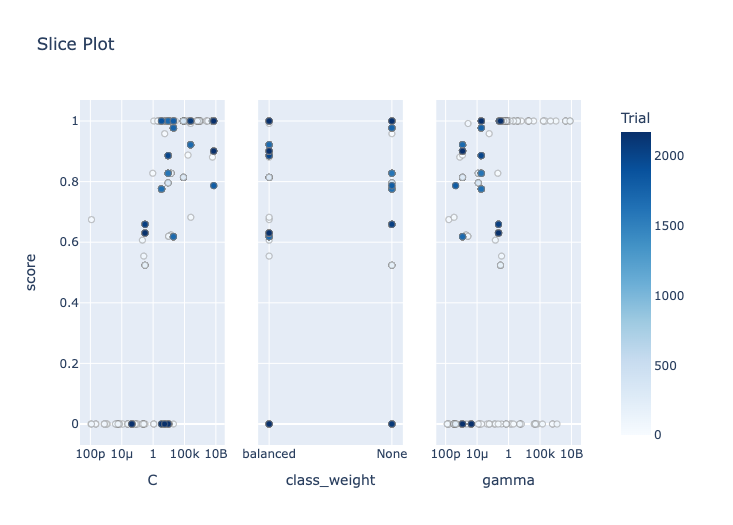 Slice Plot
Trial
score
1
0.8
0.6
0.4
0.2
0
100p 10μ 1 100k 10B
balanced None
100p 10μ 1 100k 10B
C
class_weight
gamma
2000
1500
1000
500
0